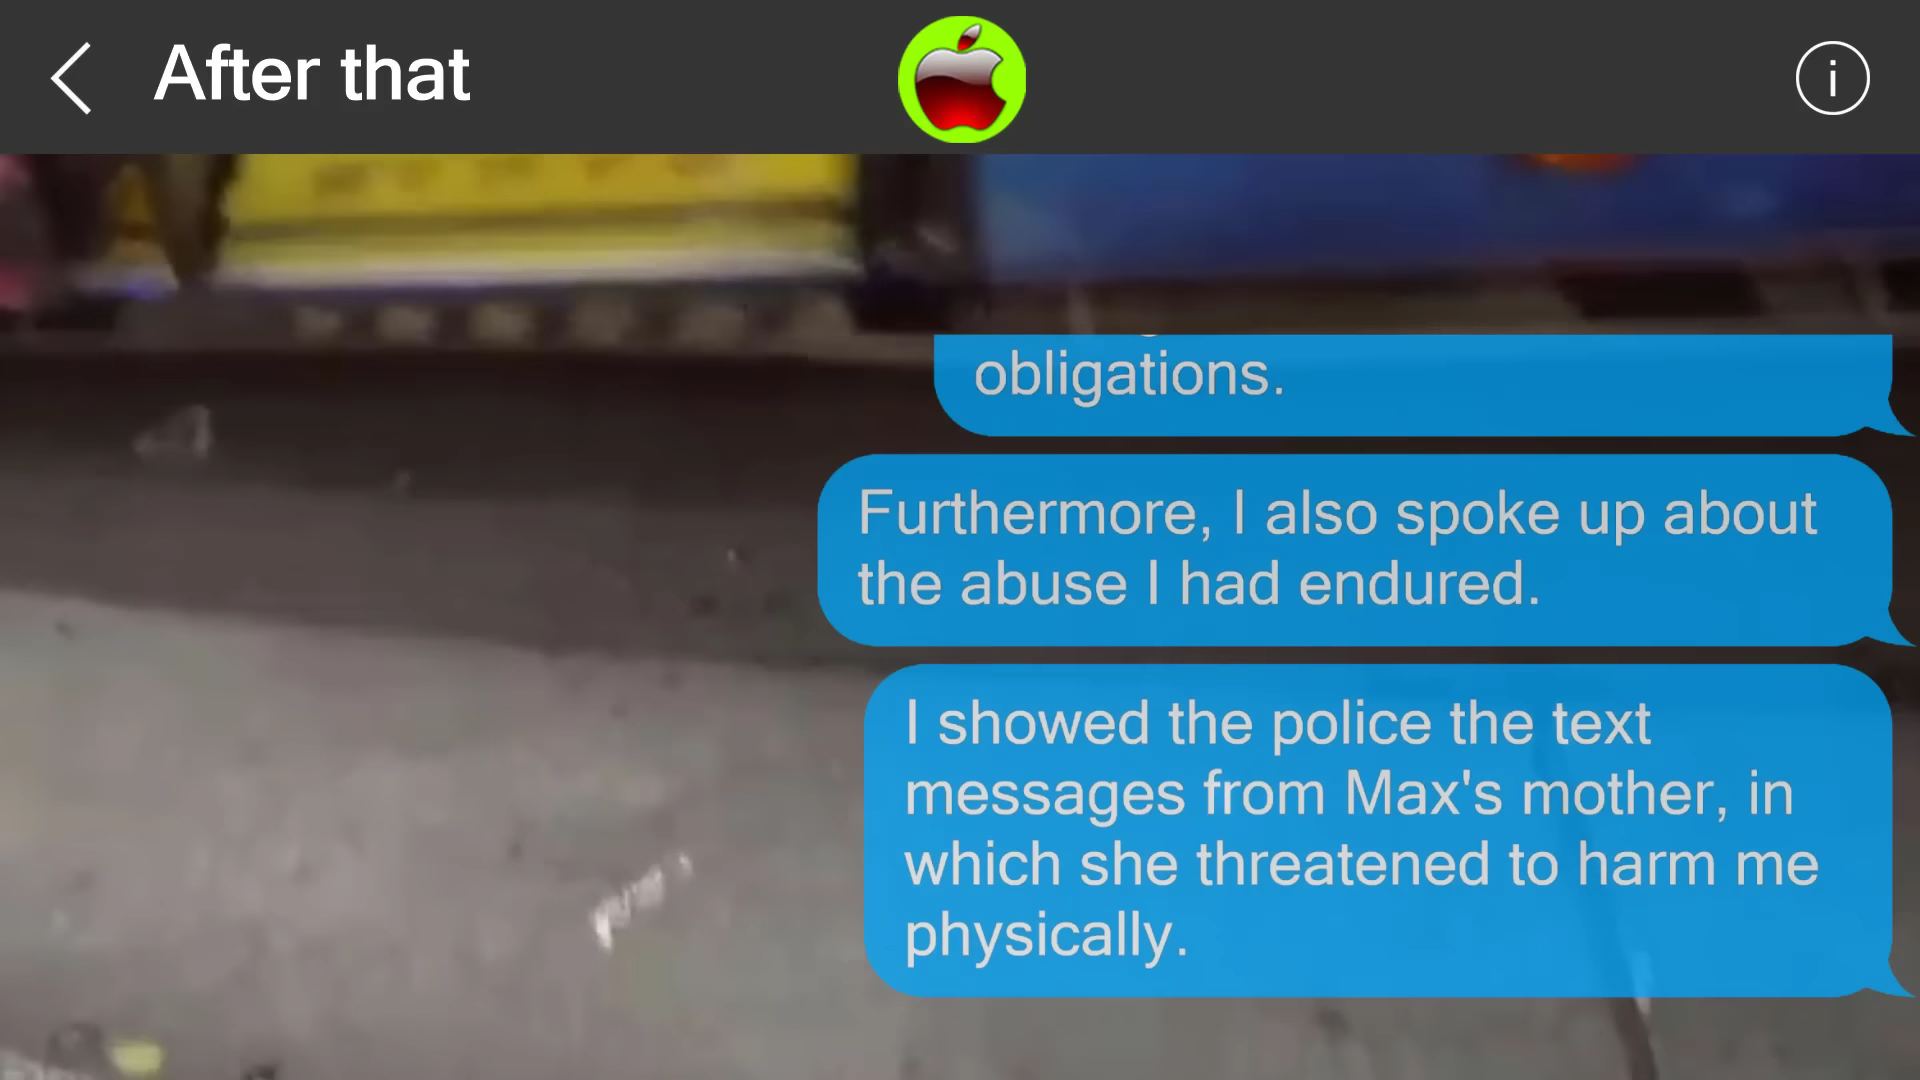 After that
obligations.
Furthermore, I also spoke up about
the abuse I had endured.
I showed the police the text
messages from Max's mother, in
which she threatened to harm me
physically.